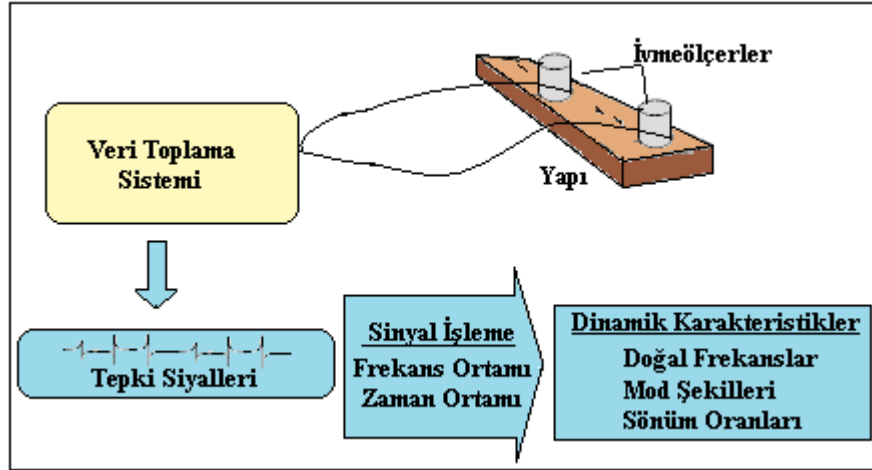 İvmeölçerler
Veri Toplama
Sistemi
Yapı
Tepki Siyalleri
Sinyal İşleme
Frekans Ortamı
Zaman Ortamı
Dinamik Karakteristikler
Doğal Frekanslar
Mod Şekilleri
Sönüm Oranları